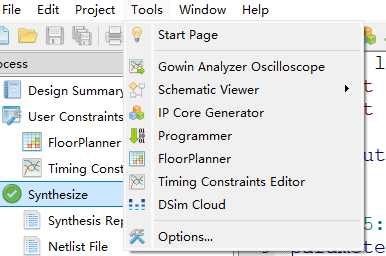 Edit Project Tools Window Help
Start Page
Gowin Analyzer Oscilloscope
Schematic Viewer
IP Core Generator
Programmer
FloorPlanner
Timing Constraints Editor
DSim Cloud
Options...
ocess
Design Summary
User Constraints
FloorPlanner
Timing Const
Synthesize
Synthesis Rep
Netlist File
l
t
t
ut
5:
paramete